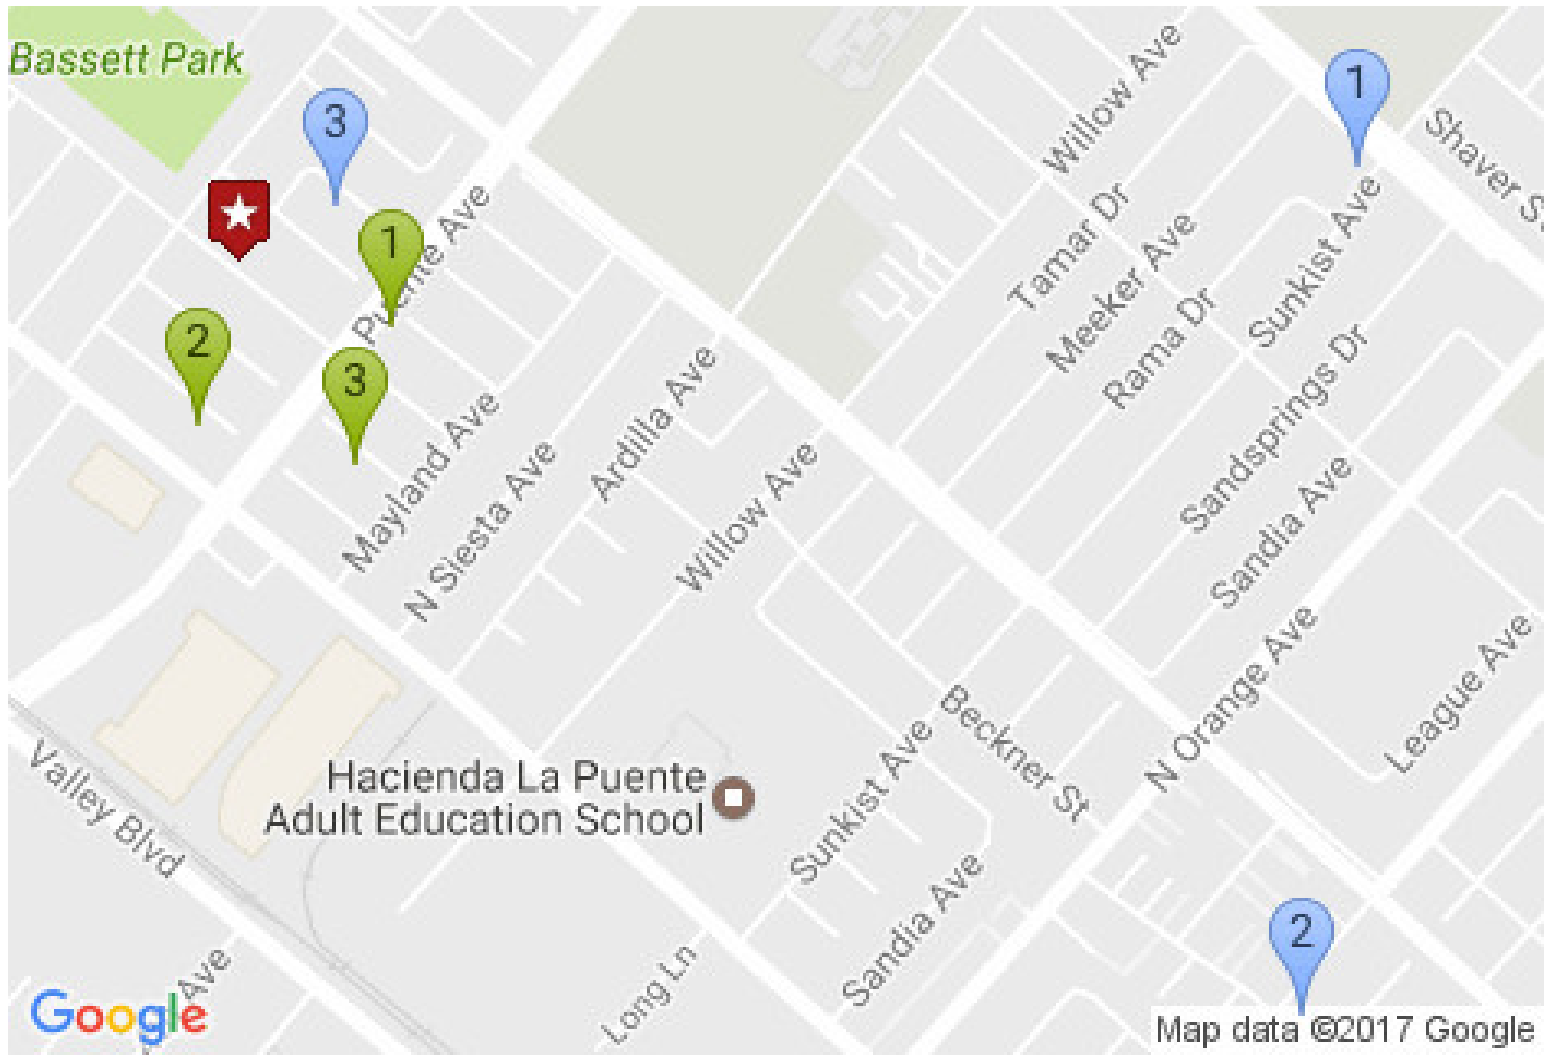 Bassett Park
3
1
2
3
1
2
Puente Ave
Mayland Ave
N Siesta Ave
Ardilla Ave
Willow Ave
Willow Ave
Tamar Dr
Meeker Ave
Rama Dr
Sunkist Ave
Shaver S
Sandsprings Dr
Sandia Ave
N Orange Ave
League Ave
Beckner St
Sunkist Ave
Sandia Ave
Long Ln
Hacienda La Puente
Adult Education School
Valley Blvd
Ave
Google
Map data ©2017 Google